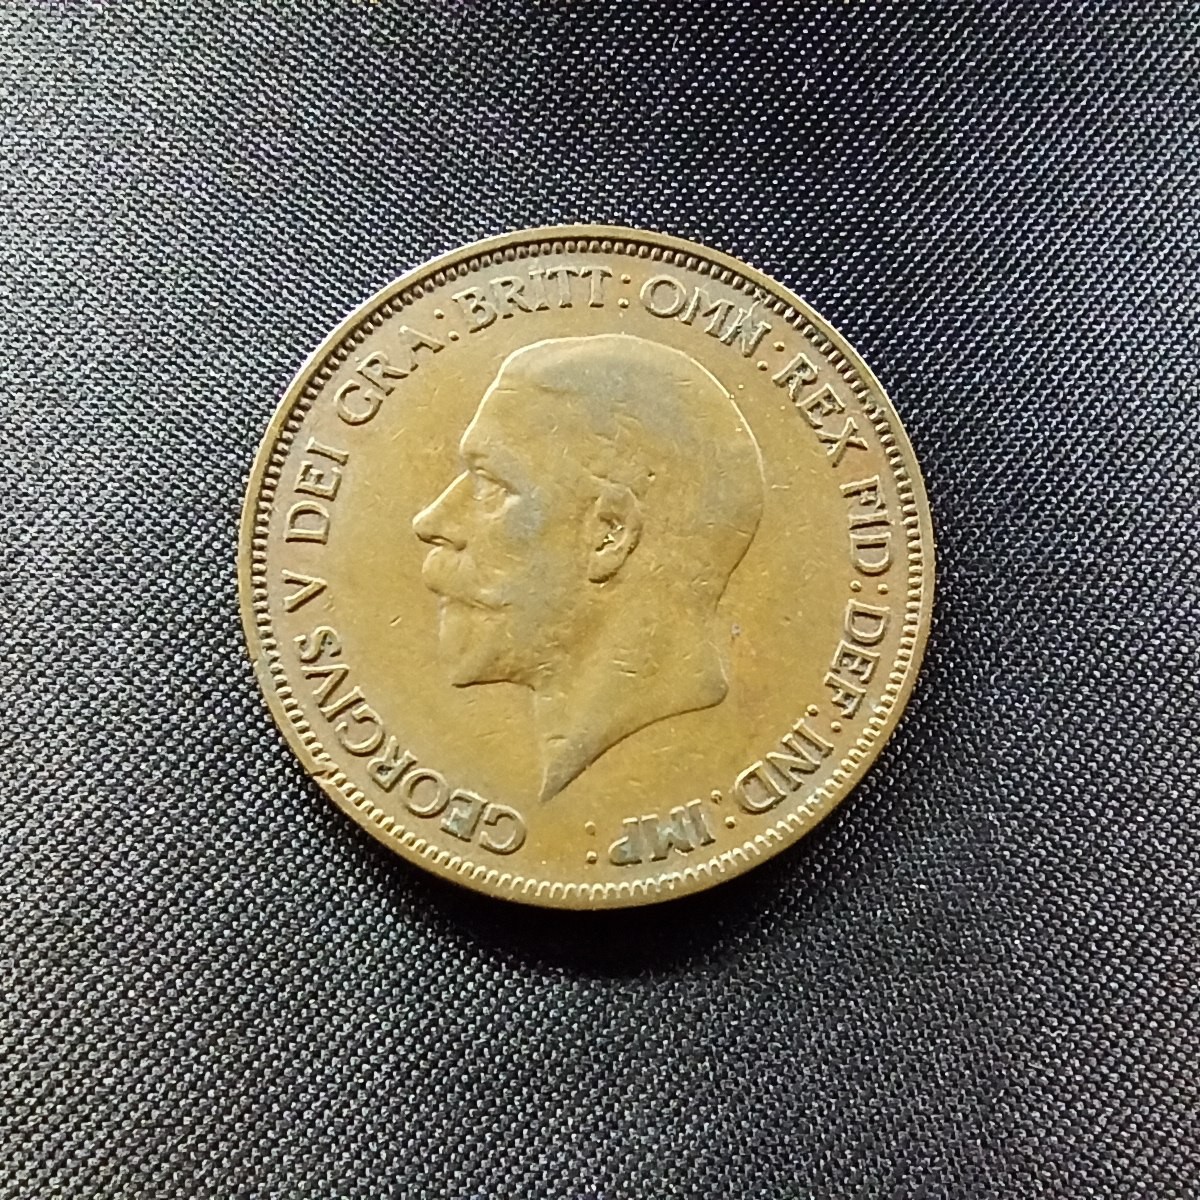 GEORGIVS V DEI GRA: BRITT: OMN: REX FID: DEF: IND: IMP: